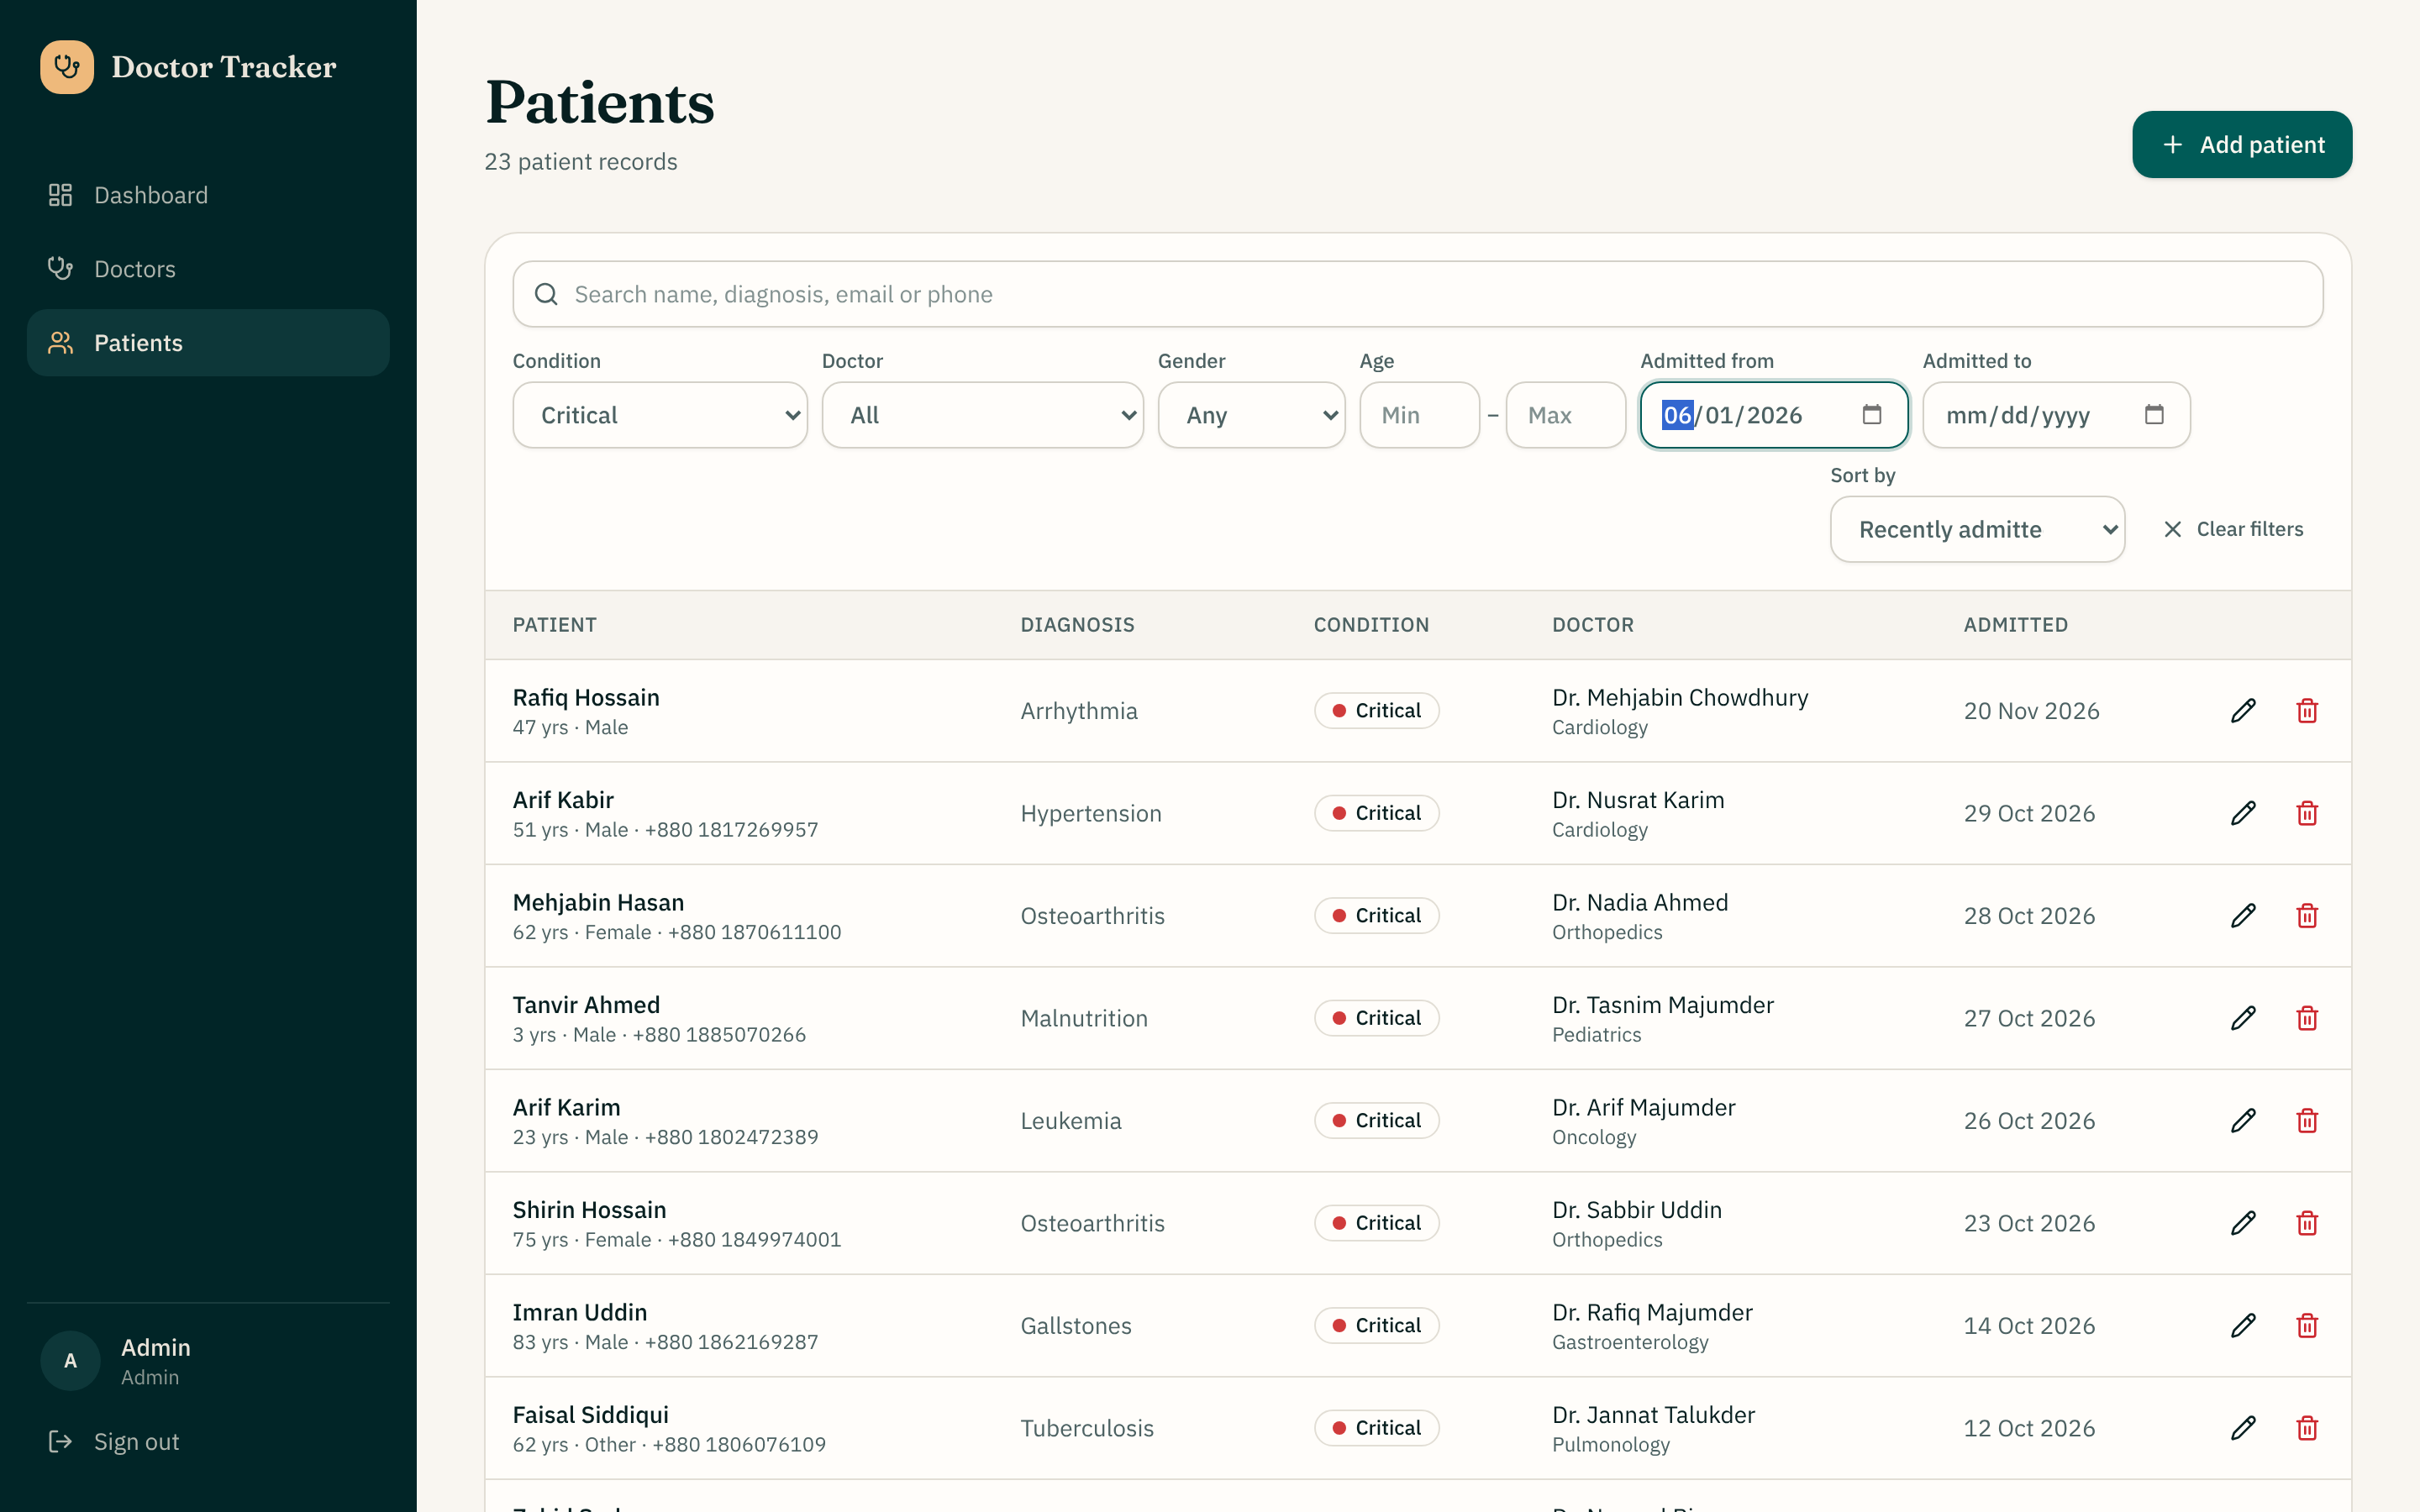 Doctor Tracker
Dashboard
Doctors
Patients
Admin
Admin
Sign out
Patients
23 patient records
Add patient
Search name, diagnosis, email or phone
Condition Doctor Gender Age Admitted from Admitted to
Critical All Any Min – Max 06/01/2026 mm/dd/yyyy
Sort by
Recently admitte Clear filters
PATIENT DIAGNOSIS CONDITION DOCTOR ADMITTED
Rafiq Hossain
47 yrs · Male
Arrhythmia
Critical
Dr. Mehjabin Chowdhury
Cardiology
20 Nov 2026
Arif Kabir
51 yrs · Male · +880 1817269957
Hypertension
Critical
Dr. Nusrat Karim
Cardiology
29 Oct 2026
Mehjabin Hasan
62 yrs · Female · +880 1870611100
Osteoarthritis
Critical
Dr. Nadia Ahmed
Orthopedics
28 Oct 2026
Tanvir Ahmed
3 yrs · Male · +880 1885070266
Malnutrition
Critical
Dr. Tasnim Majumder
Pediatrics
27 Oct 2026
Arif Karim
23 yrs · Male · +880 1802472389
Leukemia
Critical
Dr. Arif Majumder
Oncology
26 Oct 2026
Shirin Hossain
75 yrs · Female · +880 1849974001
Osteoarthritis
Critical
Dr. Sabbir Uddin
Orthopedics
23 Oct 2026
Imran Uddin
83 yrs · Male · +880 1862169287
Gallstones
Critical
Dr. Rafiq Majumder
Gastroenterology
14 Oct 2026
Faisal Siddiqui
62 yrs · Other · +880 1806076109
Tuberculosis
Critical
Dr. Jannat Talukder
Pulmonology
12 Oct 2026